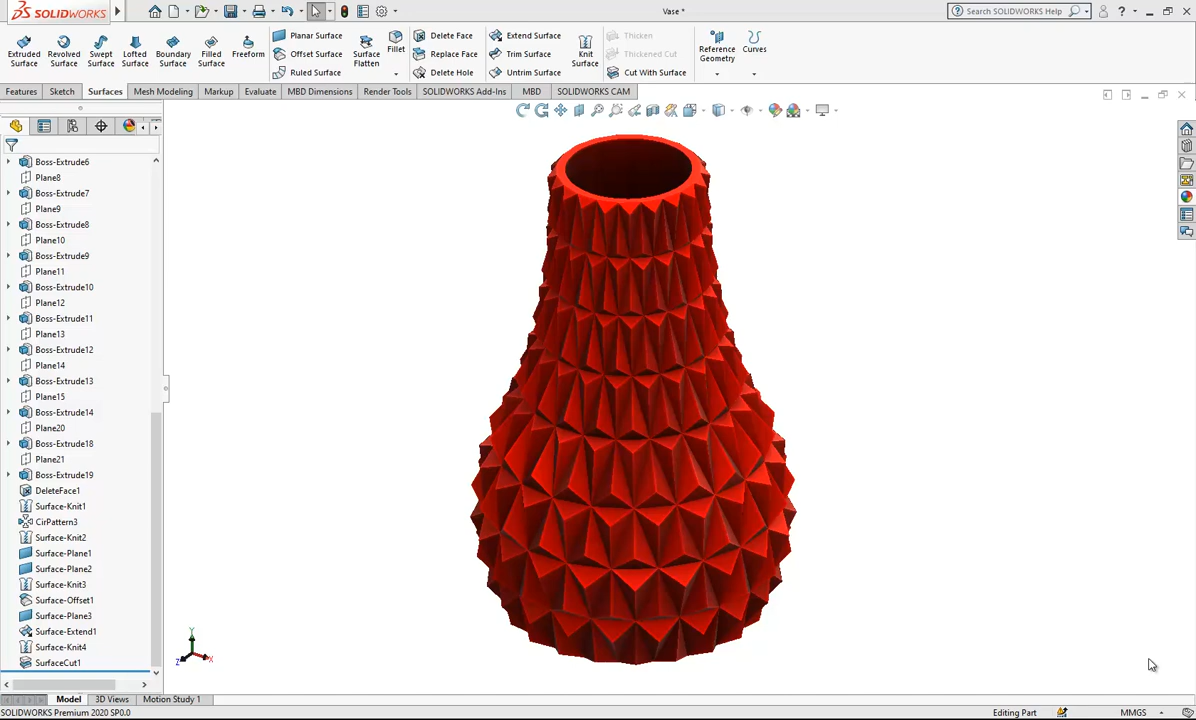 SOLIDWORKS
Vase *
Search SOLIDWORKS Help
Extruded Surface
Revolved Surface
Swept Surface
Lofted Surface
Boundary Surface
Filled Surface
Freeform
Planar Surface
Offset Surface
Ruled Surface
Surface Flatten
Fillet
Delete Face
Replace Face
Delete Hole
Extend Surface
Trim Surface
Untrim Surface
Knit Surface
Thicken
Thickened Cut
Cut With Surface
Reference Geometry
Curves
Features
Sketch
Surfaces
Mesh Modeling
Markup
Evaluate
MBD Dimensions
Render Tools
SOLIDWORKS Add-Ins
MBD
SOLIDWORKS CAM
Boss-Extrude6
Plane8
Boss-Extrude7
Plane9
Boss-Extrude8
Plane10
Boss-Extrude9
Plane11
Boss-Extrude10
Plane12
Boss-Extrude11
Plane13
Boss-Extrude12
Plane14
Boss-Extrude13
Plane15
Boss-Extrude14
Plane20
Boss-Extrude18
Plane21
Boss-Extrude19
DeleteFace1
Surface-Knit1
CirPattern3
Surface-Knit2
Surface-Plane1
Surface-Plane2
Surface-Knit3
Surface-Offset1
Surface-Plane3
Surface-Extend1
Surface-Knit4
SurfaceCut1
Y
Z
X
Model
3D Views
Motion Study 1
SOLIDWORKS Premium 2020 SP0.0
Editing Part
MMGS